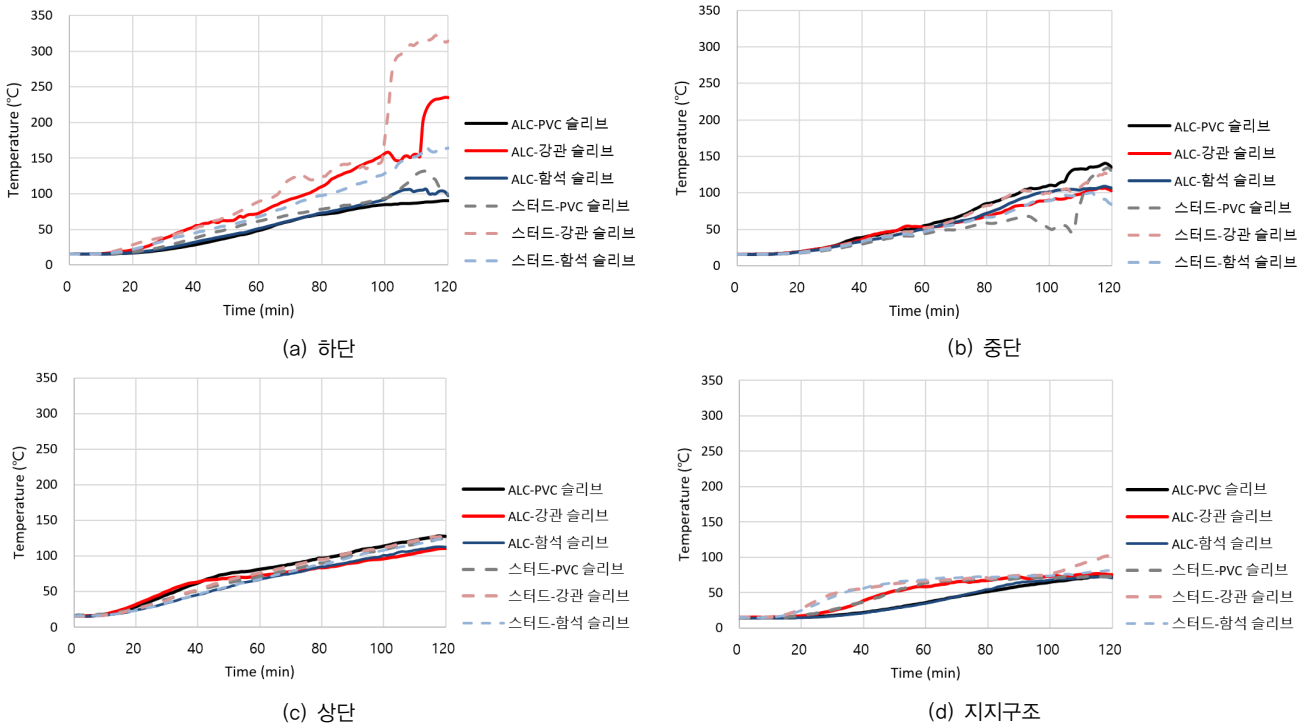 Temperature (℃)
350
300
250
200
150
100
50
0
0 20 40 60 80 100 120
Time (min)
ALC-PVC 슬리브
ALC-강관 슬리브
ALC-함석 슬리브
스터드-PVC 슬리브
스터드-강관 슬리브
스터드-함석 슬리브
(a) 하단
Temperature (℃)
350
300
250
200
150
100
50
0
0 20 40 60 80 100 120
Time (min)
ALC-PVC 슬리브
ALC-강관 슬리브
ALC-함석 슬리브
스터드-PVC 슬리브
스터드-강관 슬리브
스터드-함석 슬리브
(b) 중단
Temperature (℃)
350
300
250
200
150
100
50
0
0 20 40 60 80 100 120
Time (min)
ALC-PVC 슬리브
ALC-강관 슬리브
ALC-함석 슬리브
스터드-PVC 슬리브
스터드-강관 슬리브
스터드-함석 슬리브
(c) 상단
Temperature (℃)
350
300
250
200
150
100
50
0
0 20 40 60 80 100 120
Time (min)
ALC-PVC 슬리브
ALC-강관 슬리브
ALC-함석 슬리브
스터드-PVC 슬리브
스터드-강관 슬리브
스터드-함석 슬리브
(d) 지지구조